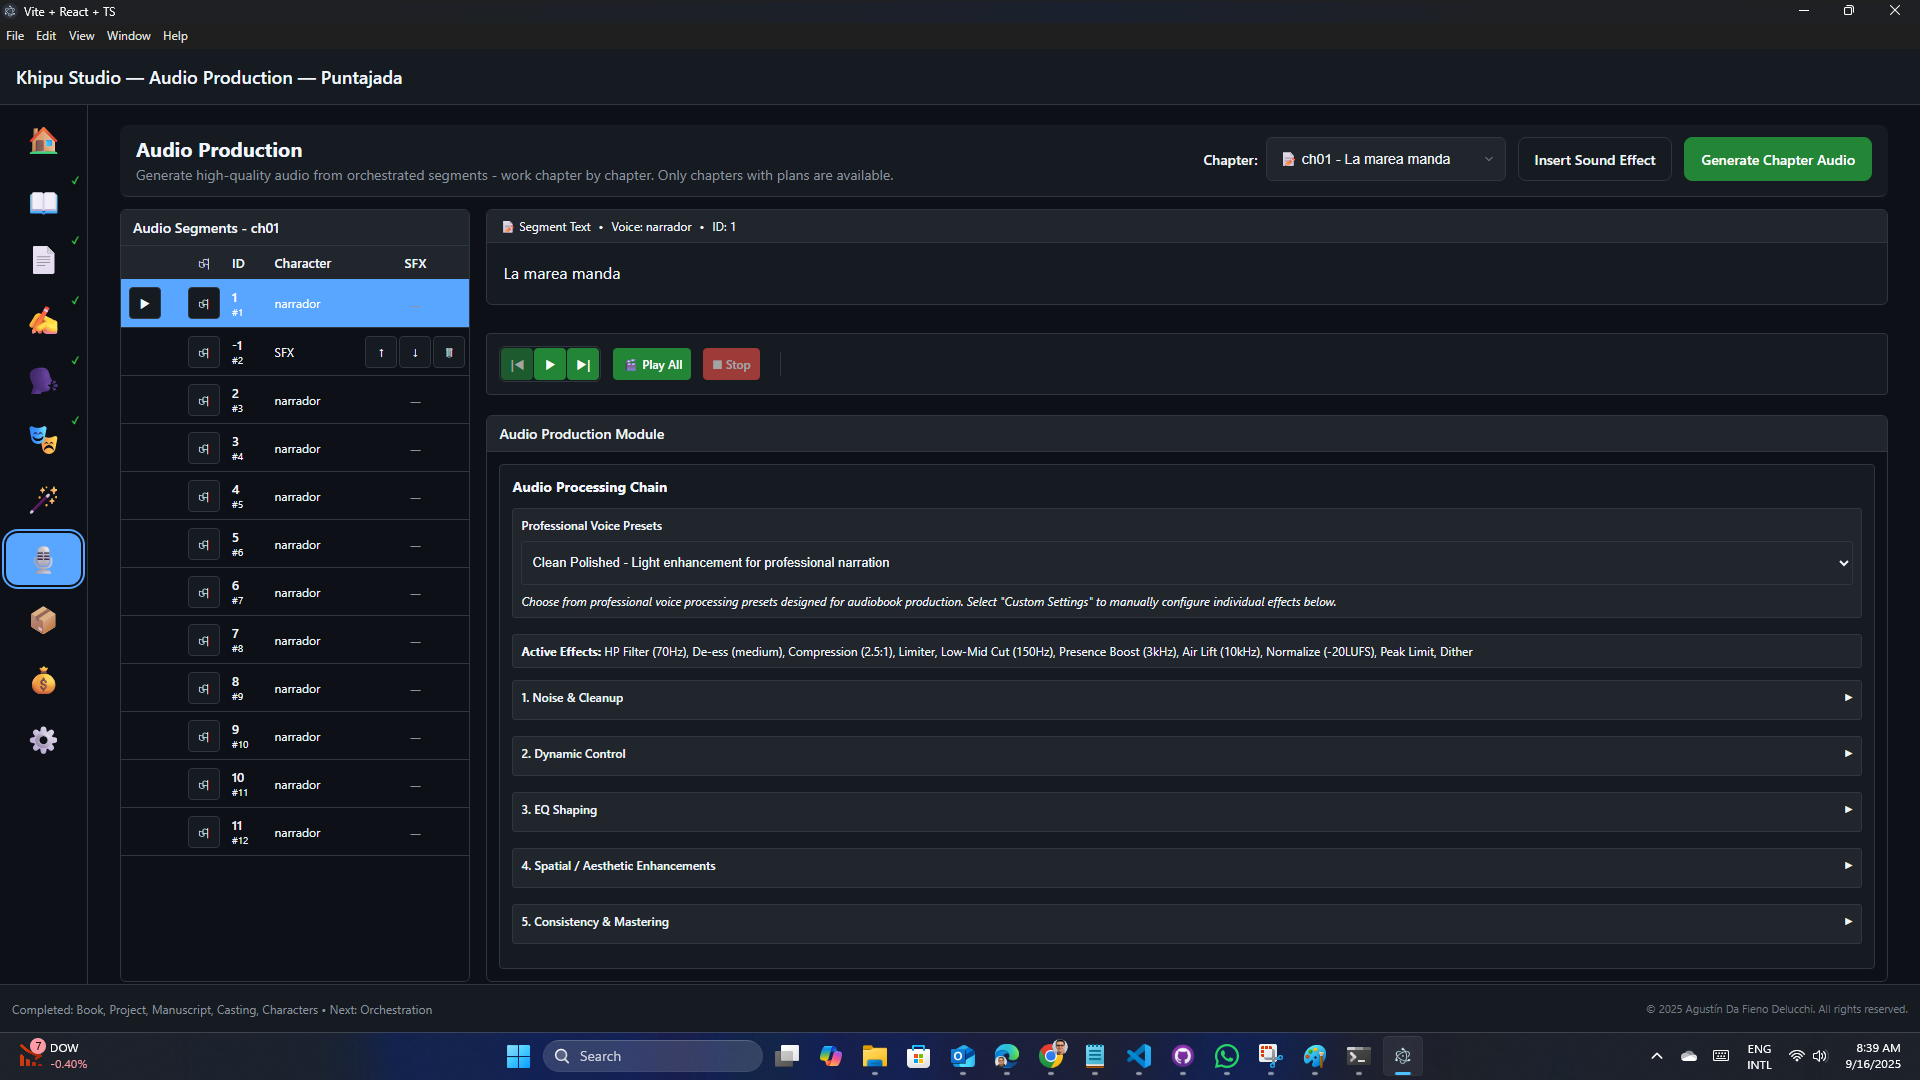 Vite + React + TS
File Edit View Window Help
Khipu Studio — Audio Production — Puntajada
Audio Production
Generate high-quality audio from orchestrated segments - work chapter by chapter. Only chapters with plans are available.
Chapter: ch01 - La marea manda Insert Sound Effect Generate Chapter Audio
Audio Segments - ch01
ID Character SFX
1 #1 narrador —
-1 #2 SFX ↑ ↓
2 #3 narrador —
3 #4 narrador —
4 #5 narrador —
5 #6 narrador —
6 #7 narrador —
7 #8 narrador —
8 #9 narrador —
9 #10 narrador —
10 #11 narrador —
11 #12 narrador —
Segment Text • Voice: narrador • ID: 1
La marea manda
Play All Stop
Audio Production Module
Audio Processing Chain
Professional Voice Presets
Clean Polished - Light enhancement for professional narration
Choose from professional voice processing presets designed for audiobook production. Select "Custom Settings" to manually configure individual effects below.
Active Effects: HP Filter (70Hz), De-ess (medium), Compression (2.5:1), Limiter, Low-Mid Cut (150Hz), Presence Boost (3kHz), Air Lift (10kHz), Normalize (-20LUFS), Peak Limit, Dither
1. Noise & Cleanup
2. Dynamic Control
3. EQ Shaping
4. Spatial / Aesthetic Enhancements
5. Consistency & Mastering
Completed: Book, Project, Manuscript, Casting, Characters • Next: Orchestration
© 2025 Agustín Da Fieno Delucchi. All rights reserved.
7 DOW
-0.40%
Search
ENG
INTL
8:39 AM
9/16/2025